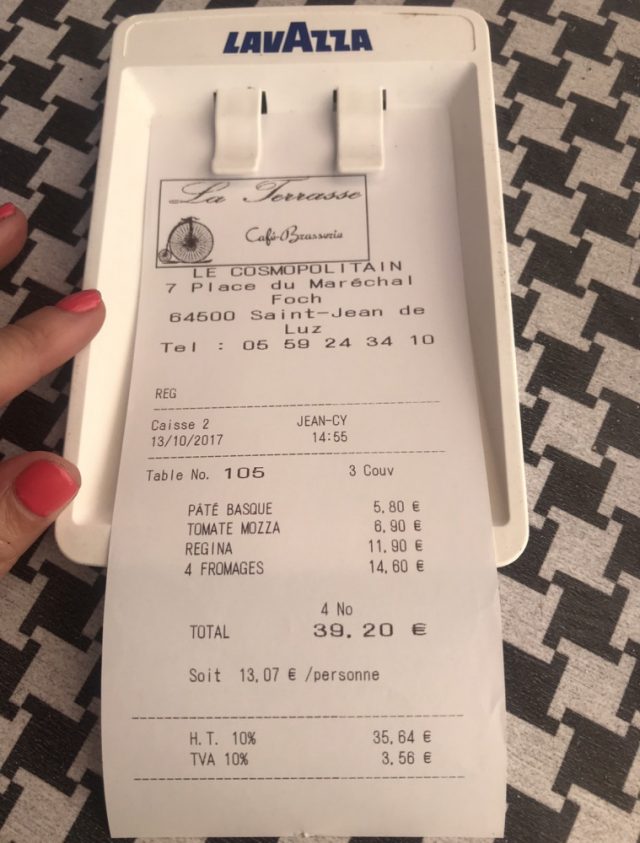 LAVAZZA
La Terrasse
Café-Brasserie
LE COSMOPOLITAIN
7 Place du Maréchal
Foch
64500 Saint-Jean de
Luz
Tel : 05 59 24 34 10
REG
Caisse 2 JEAN-CY
13/10/2017 14:55
Table No. 105 3 Couv
PÂTÉ BASQUE 5,80 €
TOMATE MOZZA 6,90 €
REGINA 11,90 €
4 FROMAGES 14,60 €
4 No
TOTAL 39,20 €
Soit 13,07 € /personne
H.T. 10% 35,64 €
TVA 10% 3,56 €